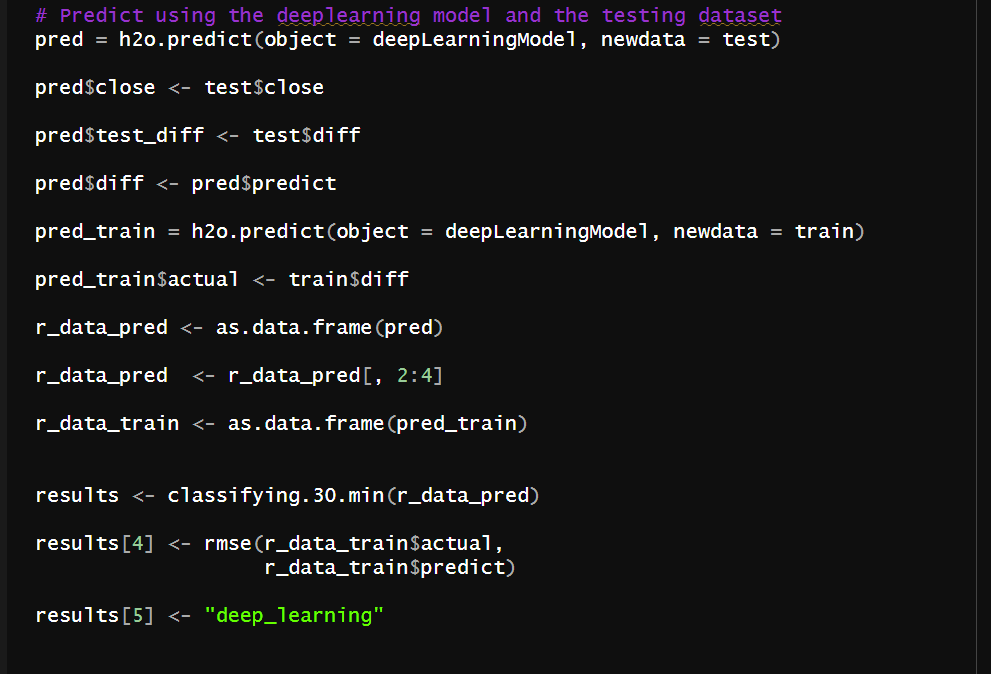 # Predict using the deeplearning model and the testing dataset
pred = h2o.predict(object = deepLearningModel, newdata = test)
pred$close <- test$close
pred$test_diff <- test$diff
pred$diff <- pred$predict
pred_train = h2o.predict(object = deepLearningModel, newdata = train)
pred_train$actual <- train$diff
r_data_pred <- as.data.frame(pred)
r_data_pred  <- r_data_pred[, 2:4]
r_data_train <- as.data.frame(pred_train)
results <- classifying.30.min(r_data_pred)
results[4] <- rmse(r_data_train$actual,
                   r_data_train$predict)
results[5] <- "deep_learning"